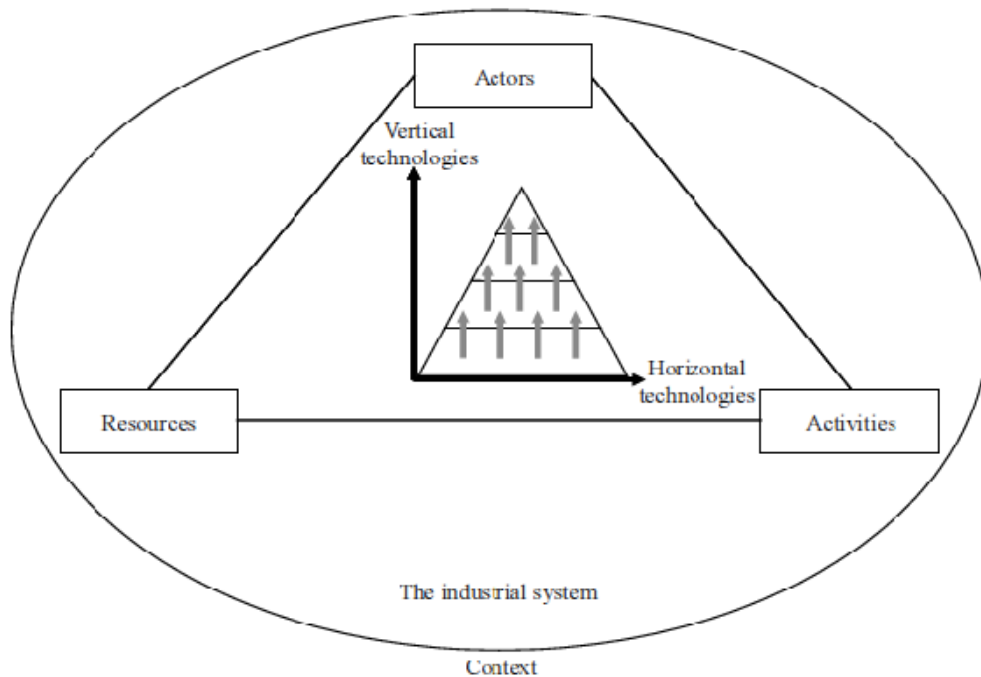 Actors
Vertical
technologies
Horizontal
technologies
Resources
Activities
The industrial system
Context